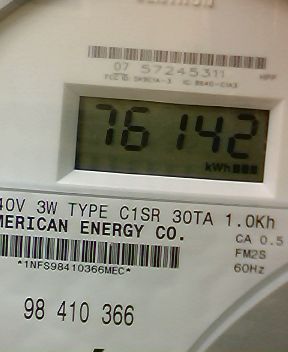 07 57245311
76142
kWh
40V 3W TYPE C1SR 30TA 1.0Kh
MERICAN ENERGY CO.
CA 0.5
FM2S
*1NFS98410366MEC*
60Hz
98 410 366